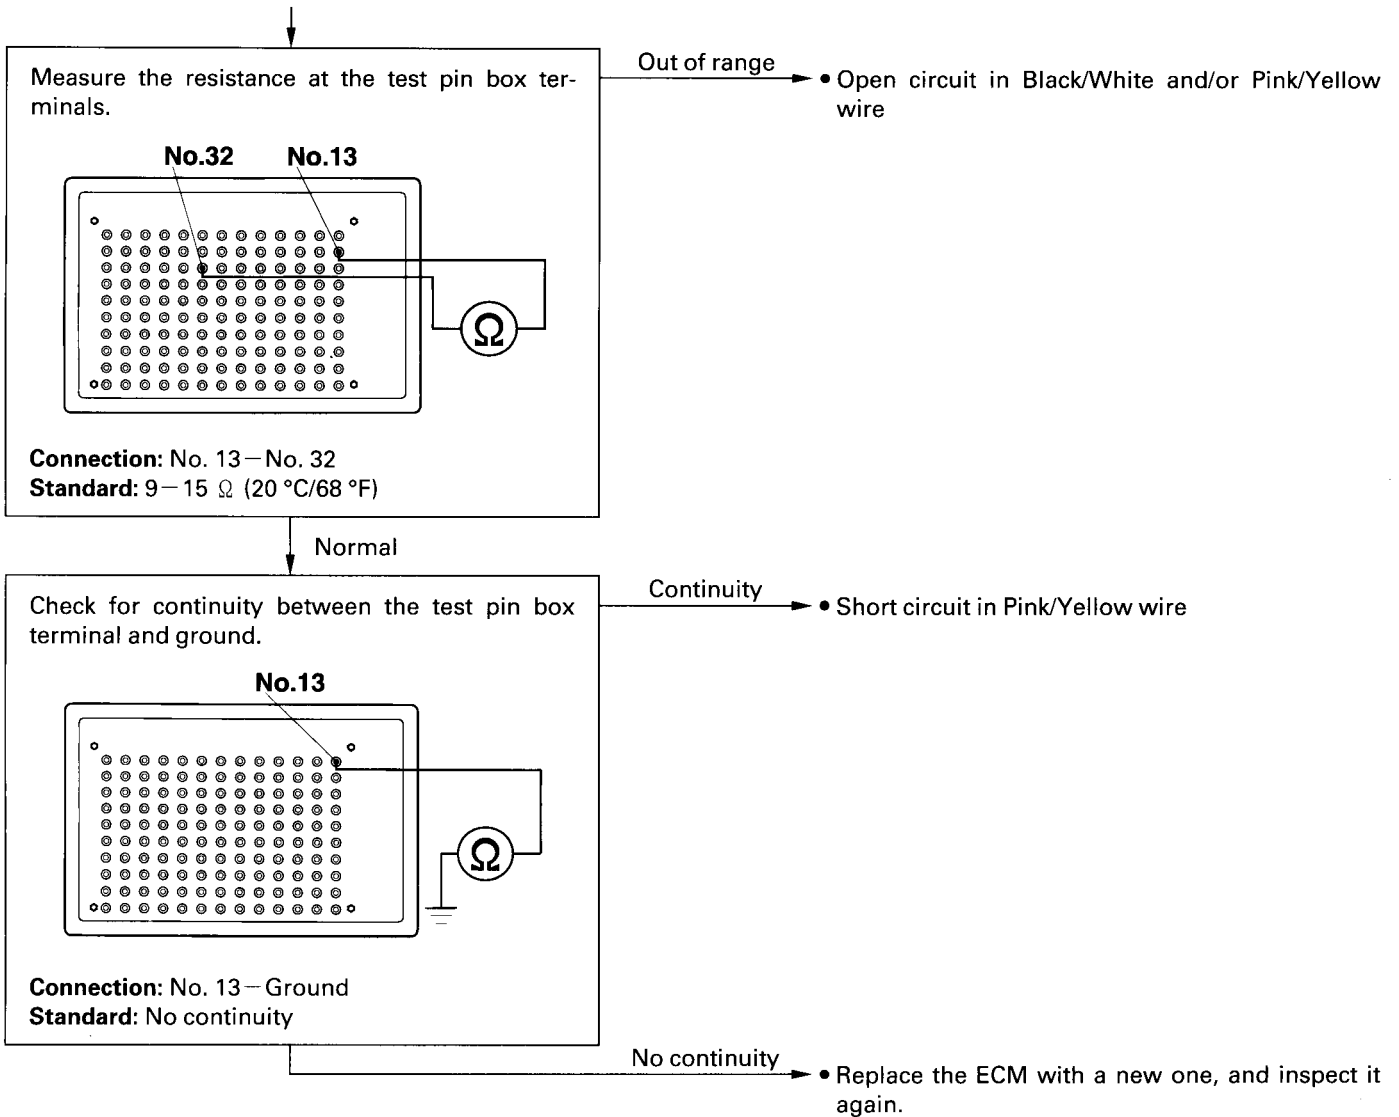 Measure the resistance at the test pin box ter-
minals.
No.32 No.13
Ω
Connection: No. 13—No. 32
Standard: 9—15 Ω (20 °C/68 °F)
Out of range
• Open circuit in Black/White and/or Pink/Yellow
wire
Normal
Check for continuity between the test pin box
terminal and ground.
No.13
Ω
Connection: No. 13—Ground
Standard: No continuity
Continuity
• Short circuit in Pink/Yellow wire
No continuity
• Replace the ECM with a new one, and inspect it
again.